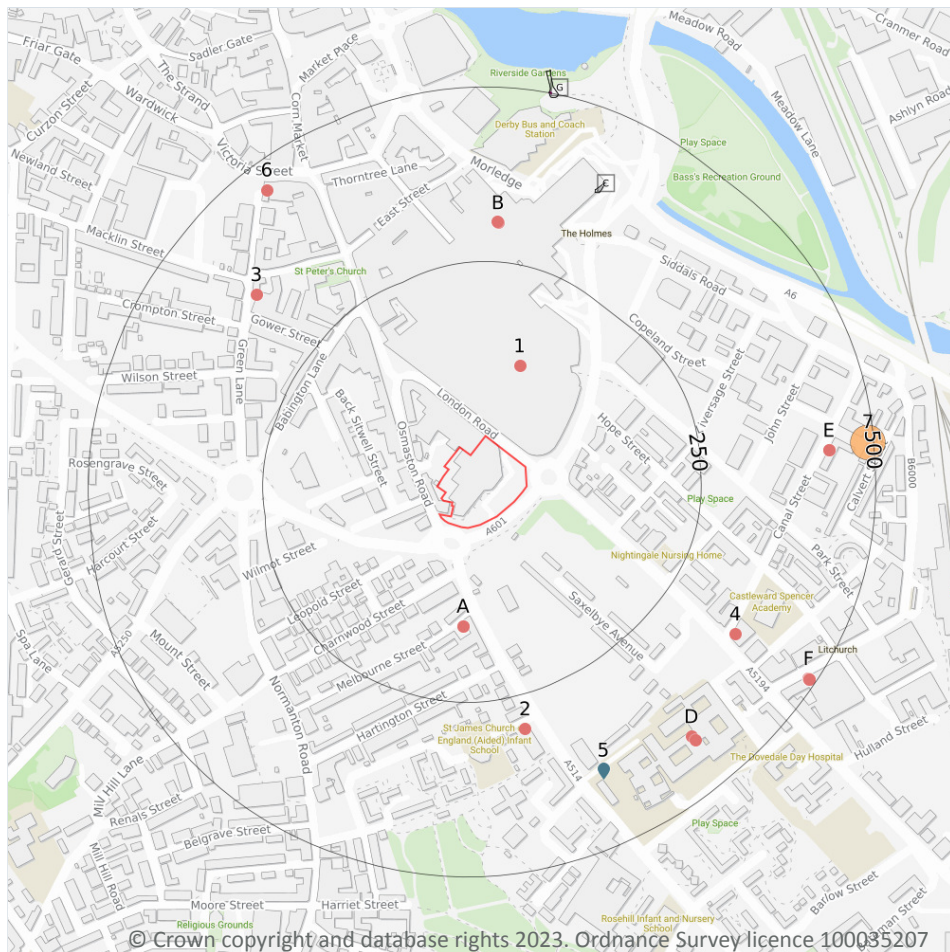 Meadow Road
Cranmer Road
Friar Gate
Sadler Gate
Market Place
The Strand
Corn Market
Riverside Gardens
G
Meadow Lane
Ashlyn Road
Curzon Street
Wardwick
Derby Bus and Coach
Station
Victoria Street
Newland Street
6
Thorntree Lane
Morledge
Play Space
Bass's Recreation Ground
East Street
B
The Holmes
Macklin Street
St Peter's Church
3
Siddals Road
A6
Crompton Street
Gower Street
Copeland Street
1
Wilson Street
Green Lane
Babington Lane
Back Sitwell Street
London Road
Osmaston Road
Liversage Street
John Street
Hope Street
250
E
7
500
Rosengrave Street
Play Space
Canal Street
Calvert Street
B6000
Gerard Street
Harcourt Street
A601
Park Street
Wilmot Street
Nightingale Nursing Home
Leopold Street
Charnwood Street
Saxelbye Avenue
Castleward Spencer
Academy
Spa Lane
A5250
Mount Street
A
4
Melbourne Street
Litchurch
F
A5194
Normanton Road
Hartington Street
2
D
Hulland Street
St James Church
England (Aided) Infant
School
A514
5
The Dovedale Day Hospital
Mill Hill Lane
Renals Street
Play Space
Belgrave Street
Mill Hill Road
Barlow Street
Moore Street
Harriet Street
Religious Grounds
Rosehill Infant and Nursery
School
© Crown copyright and database rights 2023. Ordnance Survey licence 100035207